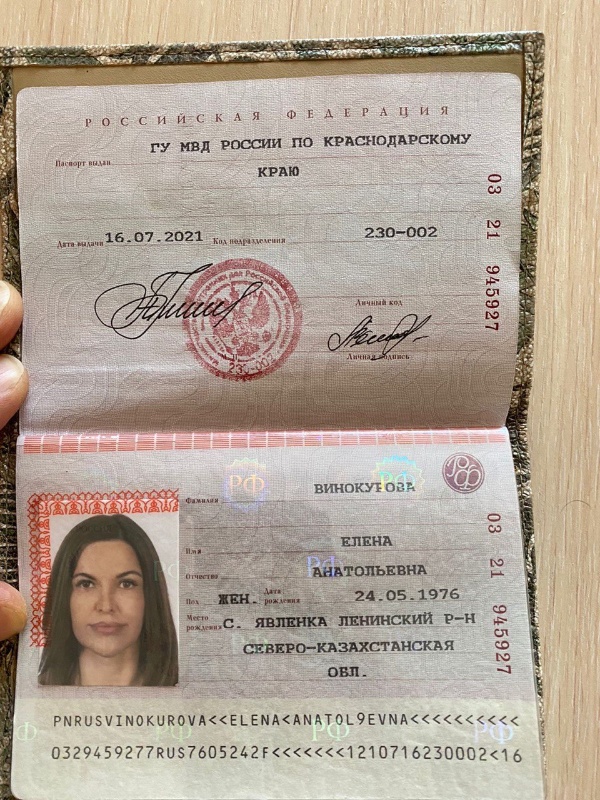 РОССИЙСКАЯ ФЕДЕРАЦИЯ
Паспорт выдан ГУ МВД РОССИИ ПО КРАСНОДАРСКОМУ
КРАЮ
Дата выдачи 16.07.2021 Код подразделения 230-002
Личный код
Личная подпись
230-002
03 21 945927
Фамилия ВИНОКУРОВА
Имя ЕЛЕНА
Отчество АНАТОЛЬЕВНА
Пол ЖЕН. Дата рождения 24.05.1976
Место рождения С. ЯВЛЕНКА ЛЕНИНСКИЙ Р-Н
СЕВЕРО-КАЗАХСТАНСКАЯ
ОБЛ.
03 21 945927
РФ
PNRUSVINOKUROVA<<ELENA<ANATOL9EVNA<<<<<<<<<<
0329459277RUS7605242F<<<<<<<1210716230002<16